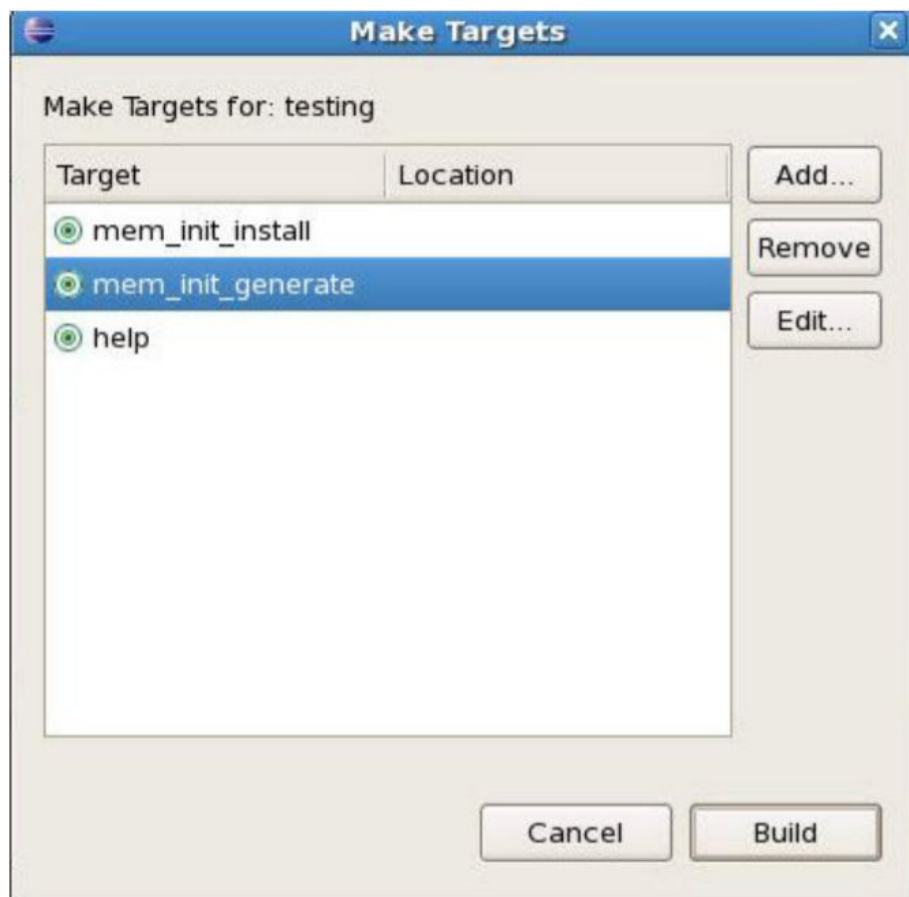 Make Targets
Make Targets for: testing
Target Location
Add...
mem_init_install
Remove
mem_init_generate
Edit...
help
Cancel Build